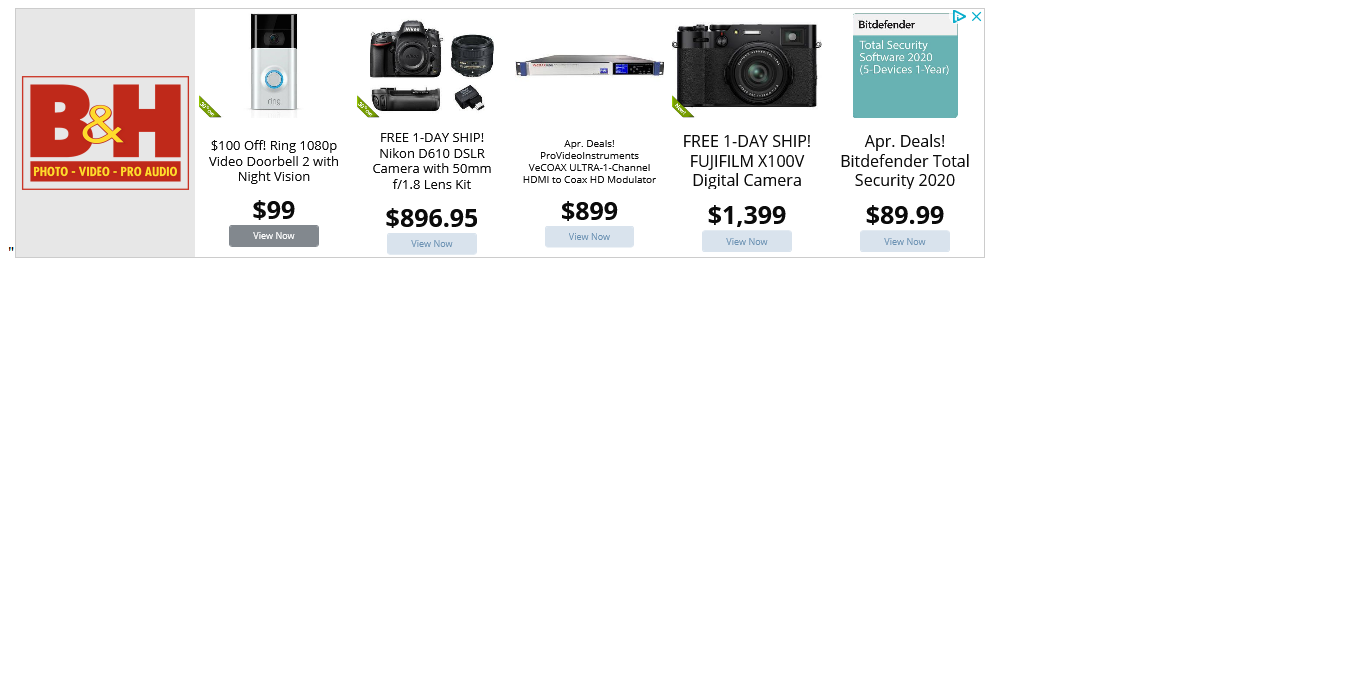 B&H
PHOTO - VIDEO - PRO AUDIO
ring
$100 Off! Ring 1080p
Video Doorbell 2 with
Night Vision
$99
View Now
Nikon
FREE 1-DAY SHIP!
Nikon D610 DSLR
Camera with 50mm
f/1.8 Lens Kit
$896.95
View Now
Apr. Deals!
ProVideoInstruments
VeCOAX ULTRA-1-Channel
HDMI to Coax HD Modulator
$899
View Now
FREE 1-DAY SHIP!
FUJIFILM X100V
Digital Camera
$1,399
View Now
Bitdefender
Total Security
Software 2020
(5-Devices 1-Year)
Apr. Deals!
Bitdefender Total
Security 2020
$89.99
View Now
"